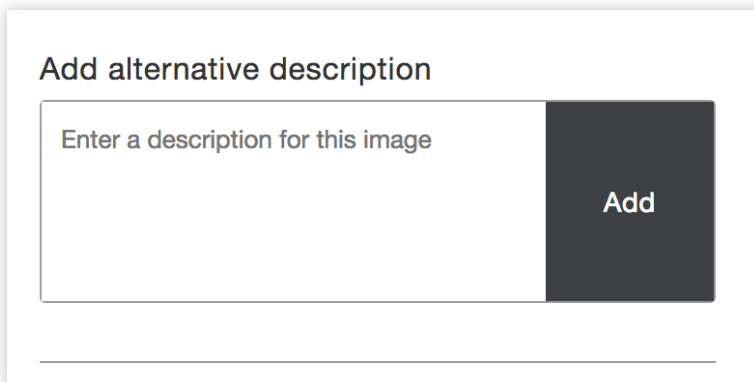 Add alternative description
Enter a description for this image
Add